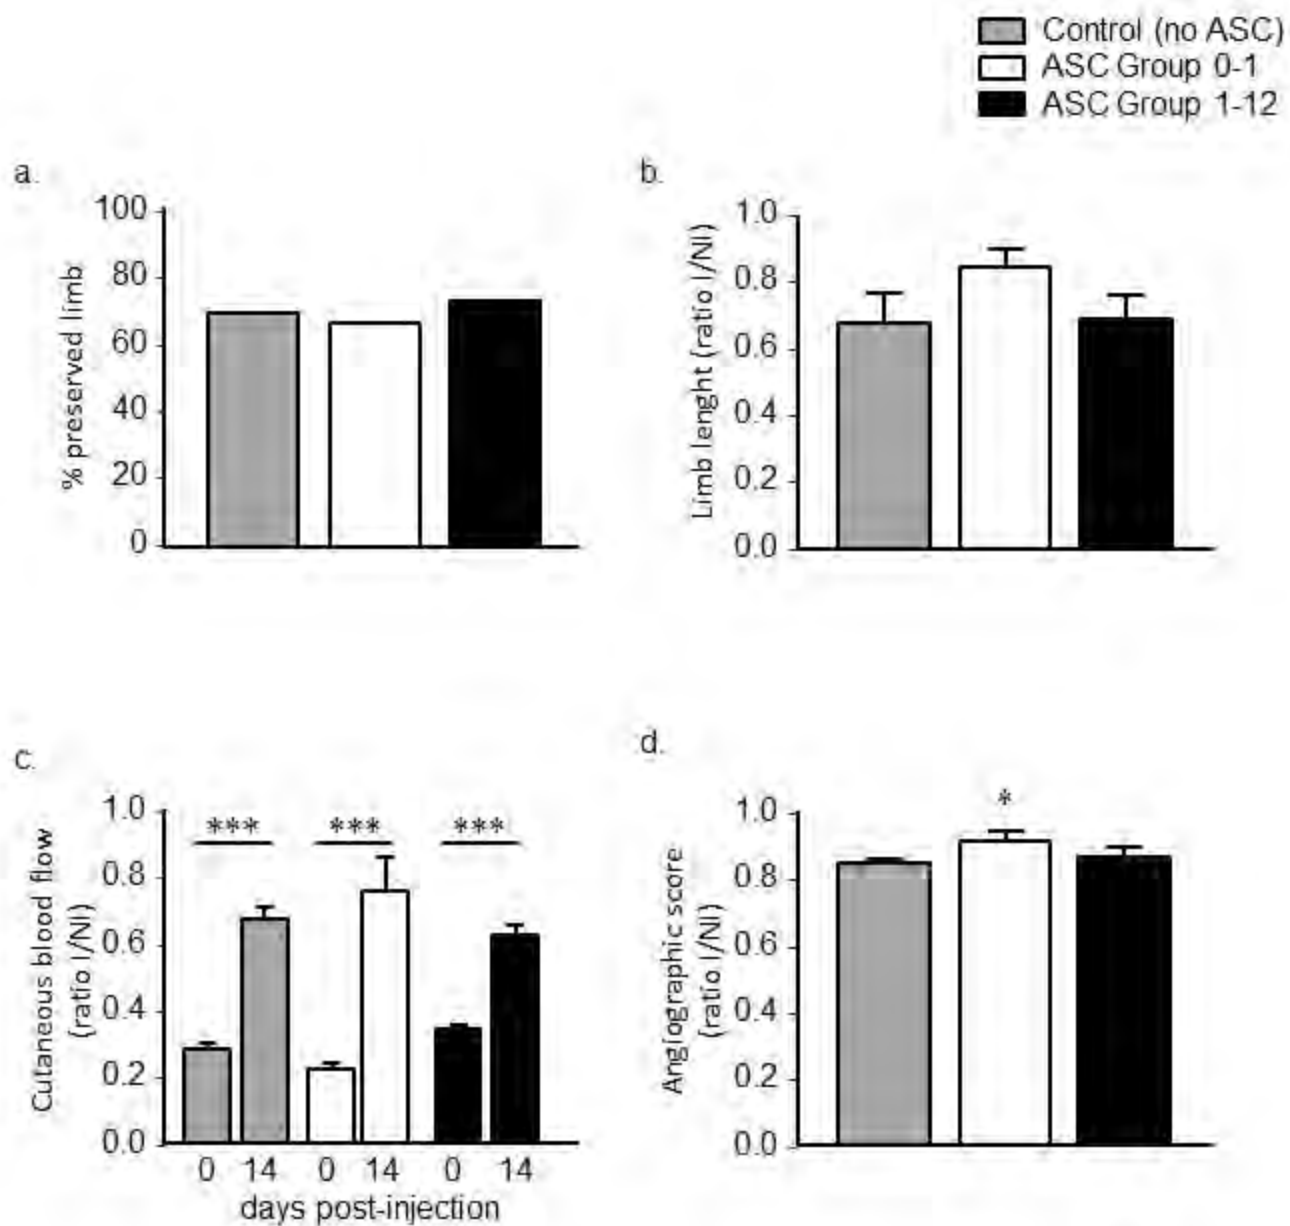 Control (no ASC)
ASC Group 0-1
ASC Group 1-12
a.
% preserved limb
100
80
60
40
20
0
b.
Limb lenght (ratio I/NI)
1.0
0.8
0.6
0.4
0.2
0.0
c.
Cutaneous blood flow
(ratio I/NI)
1.0
0.8
0.6
0.4
0.2
0.0
*** *** ***
0 14 0 14 0 14
days post-injection
d.
Angiographic score
(ratio I/NI)
1.0
0.8
0.6
0.4
0.2
0.0
*